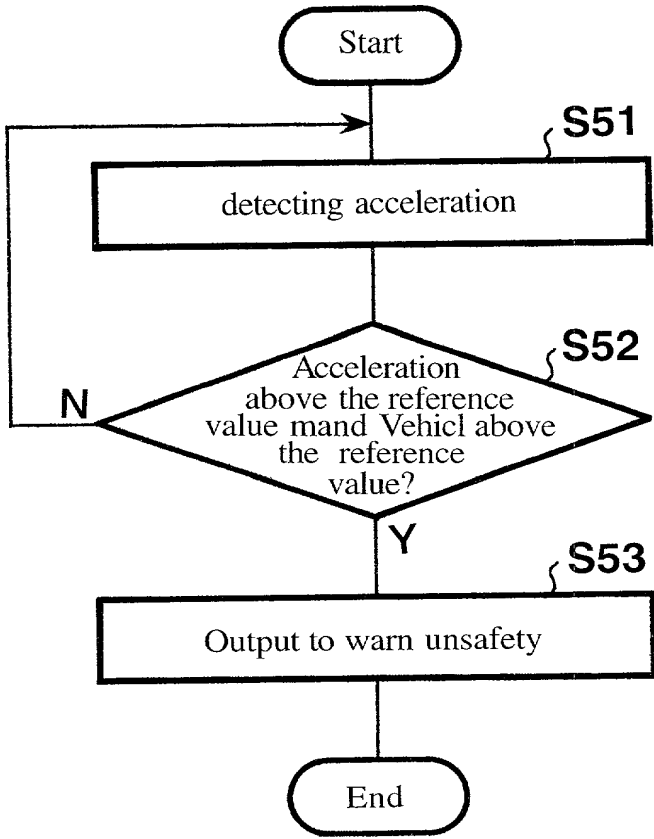 Start
S51
detecting acceleration
S52
Acceleration
above the reference
value mand Vehicl above
the reference
value?
N
Y
S53
Output to warn unsafety
End